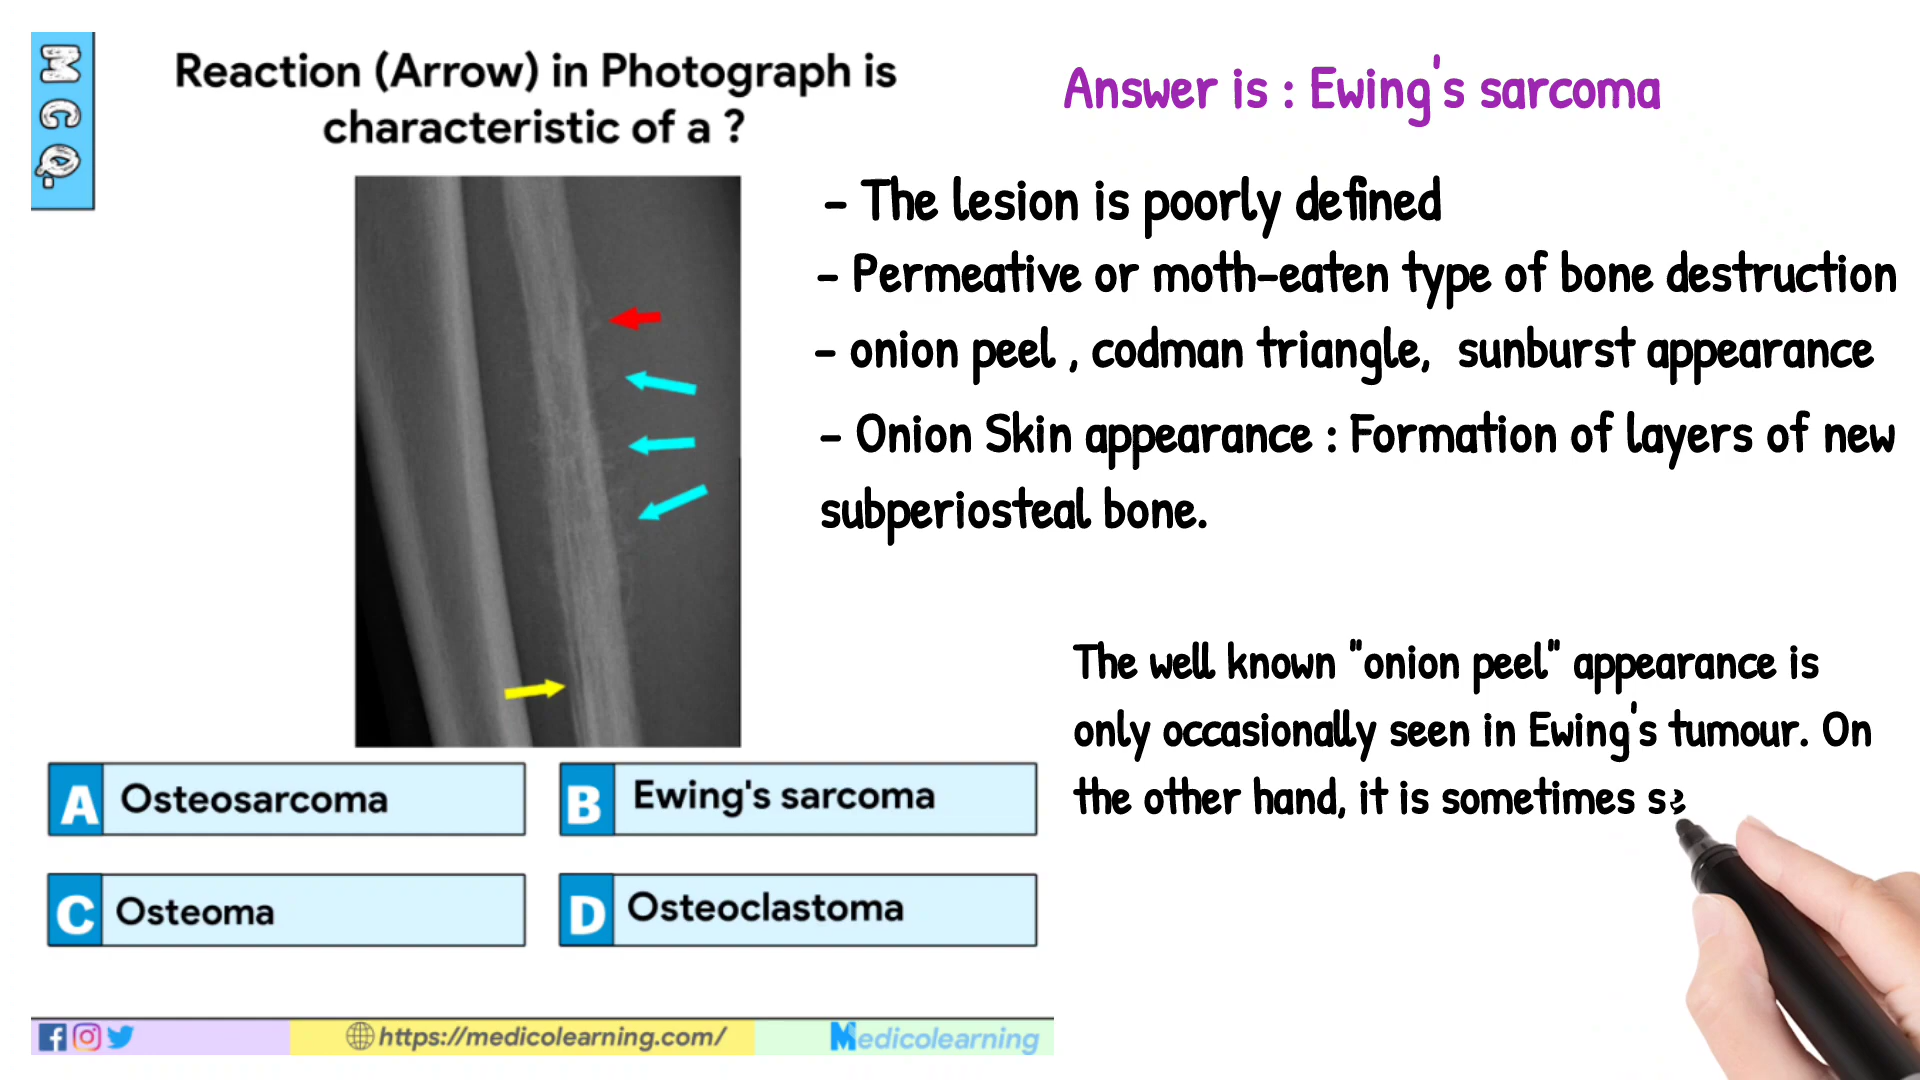 MCQ
Reaction (Arrow) in Photograph is
characteristic of a ?
A Osteosarcoma
B Ewing's sarcoma
C Osteoma
D Osteoclastoma
https://medicolearning.com/
Medicolearning
Answer is : Ewing's sarcoma
- The lesion is poorly defined
- Permeative or moth-eaten type of bone destruction
- onion peel , codman triangle, sunburst appearance
- Onion Skin appearance : Formation of layers of new
subperiosteal bone.
The well known "onion peel" appearance is
only occasionally seen in Ewing's tumour. On
the other hand, it is sometimes